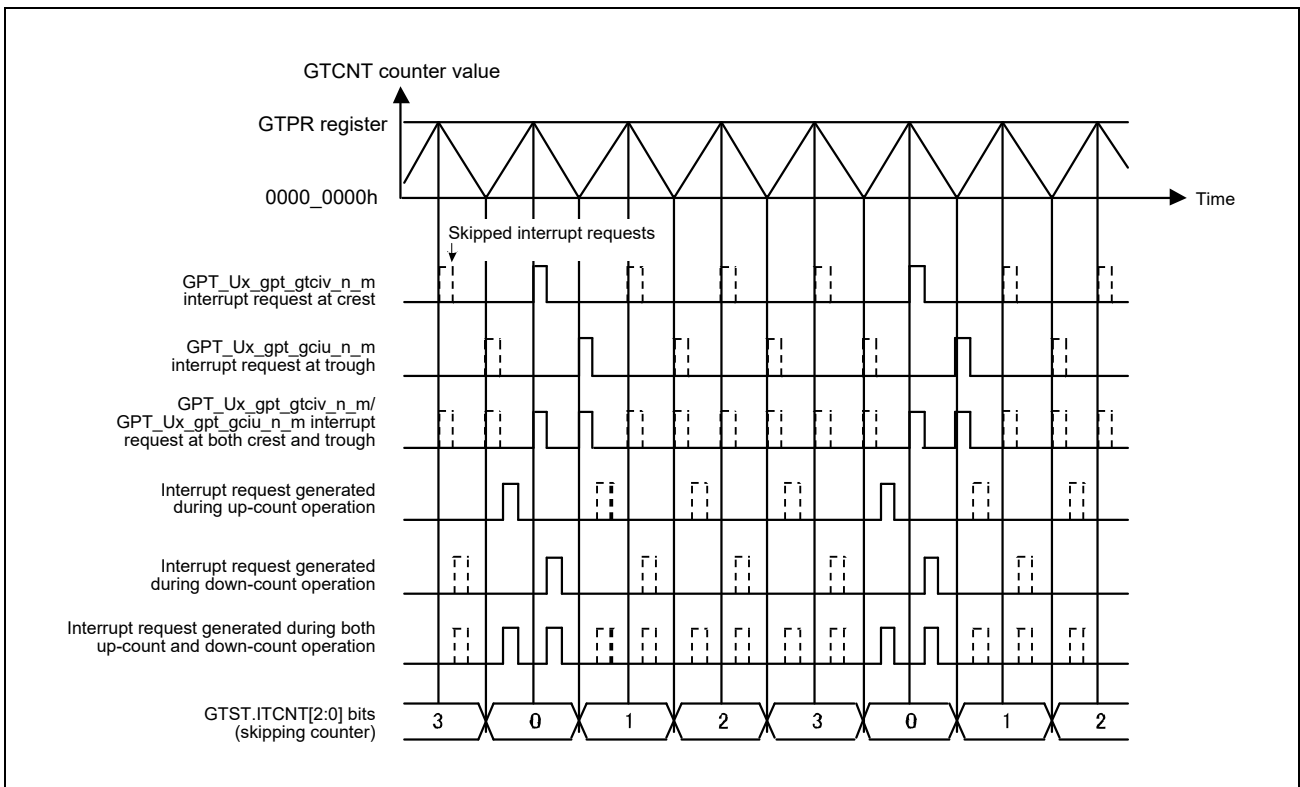 GTCNT counter value
GTPR register
0000_0000h
Time
Skipped interrupt requests
GPT_Ux_gpt_gtciv_n_m
interrupt request at crest
GPT_Ux_gpt_gciu_n_m
interrupt request at trough
GPT_Ux_gpt_gtciv_n_m/
GPT_Ux_gpt_gciu_n_m interrupt
request at both crest and trough
Interrupt request generated
during up-count operation
Interrupt request generated
during down-count operation
Interrupt request generated during both
up-count and down-count operation
GTST.ITCNT[2:0] bits
(skipping counter)
3 0 1 2 3 0 1 2